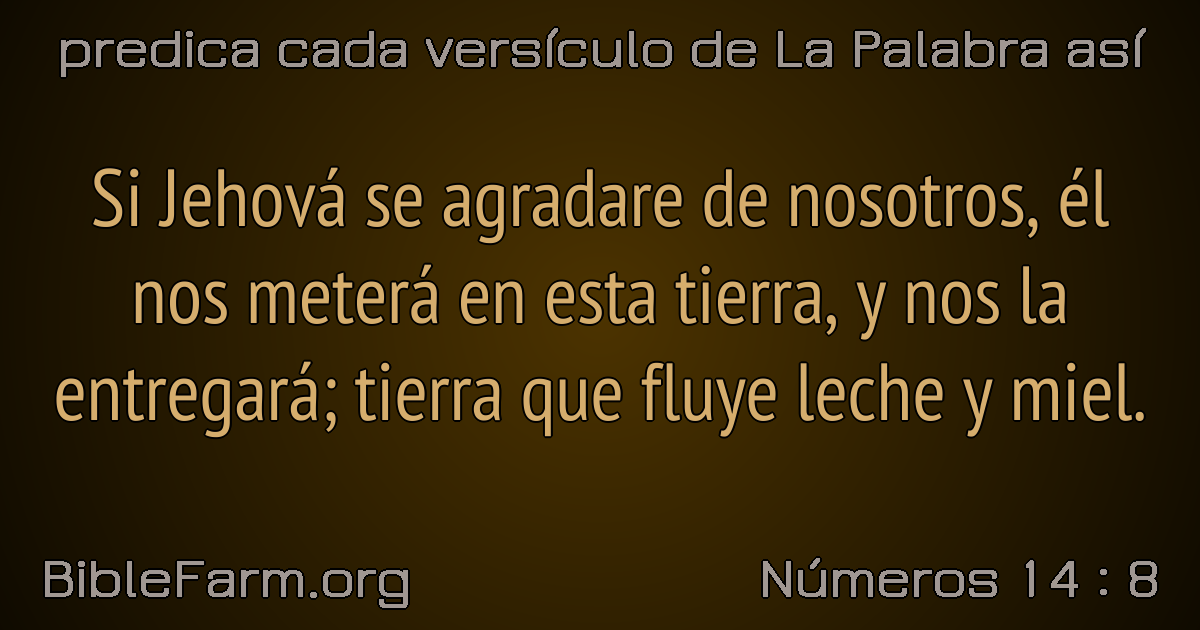 predica cada versículo de La Palabra así
Si Jehová se agradare de nosotros, él
nos meterá en esta tierra, y nos la
entregará; tierra que fluye leche y miel.
BibleFarm.org
Números 14 : 8